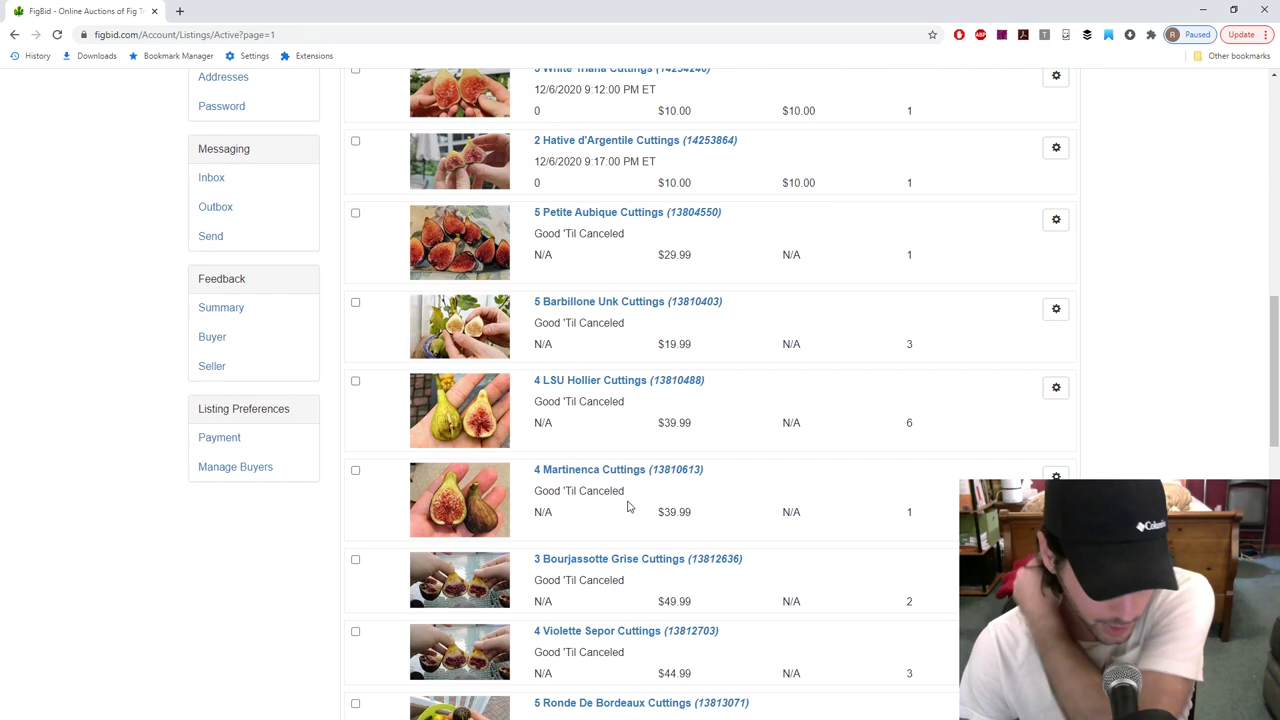 FigBid - Online Auctions of Fig Tr
figbid.com/Account/Listings/Active?page=1
ABP
T
R Paused
Update
History Downloads Bookmark Manager Settings Extensions Other bookmarks
Addresses
Password
Messaging
Inbox
Outbox
Send
Feedback
Summary
Buyer
Seller
Listing Preferences
Payment
Manage Buyers
White Triana Cuttings
12/6/2020 9:12:00 PM ET
0 $10.00 $10.00 1
2 Hative d'Argentile Cuttings (14253864)
12/6/2020 9:17:00 PM ET
0 $10.00 $10.00 1
5 Petite Aubique Cuttings (13804550)
Good 'Til Canceled
N/A $29.99 N/A 1
5 Barbillone Unk Cuttings (13810403)
Good 'Til Canceled
N/A $19.99 N/A 3
4 LSU Hollier Cuttings (13810488)
Good 'Til Canceled
N/A $39.99 N/A 6
4 Martinenca Cuttings (13810613)
Good 'Til Canceled
N/A $39.99 N/A 1
3 Bourjassotte Grise Cuttings (13812636)
Good 'Til Canceled
N/A $49.99 N/A 2
4 Violette Sepor Cuttings (13812703)
Good 'Til Canceled
N/A $44.99 N/A 3
5 Ronde De Bordeaux Cuttings (13813071)
Columbia